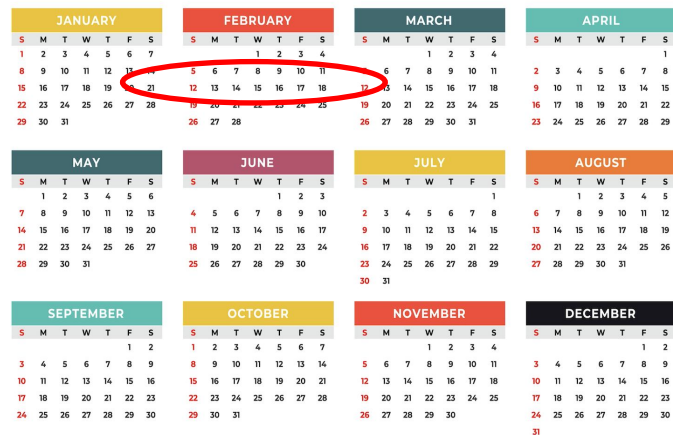 JANUARY
S M T W T F S
1 2 3 4 5 6 7
8 9 10 11 12 13 14
15 16 17 18 19 20 21
22 23 24 25 26 27 28
29 30 31
FEBRUARY
S M T W T F S
1 2 3 4
5 6 7 8 9 10 11
12 13 14 15 16 17 18
19 20 21 22 23 24 25
26 27 28
MARCH
S M T W T F S
1 2 3 4
6 7 8 9 10 11
12 13 14 15 16 17 18
19 20 21 22 23 24 25
26 27 28 29 30 31
APRIL
S M T W T F S
1
2 3 4 5 6 7 8
9 10 11 12 13 14 15
16 17 18 19 20 21 22
23 24 25 26 27 28 29
MAY
S M T W T F S
1 2 3 4 5 6
7 8 9 10 11 12 13
14 15 16 17 18 19 20
21 22 23 24 25 26 27
28 29 30 31
JUNE
S M T W T F S
1 2 3
4 5 6 7 8 9 10
11 12 13 14 15 16 17
18 19 20 21 22 23 24
25 26 27 28 29 30
JULY
S M T W T F S
1
2 3 4 5 6 7 8
9 10 11 12 13 14 15
16 17 18 19 20 21 22
23 24 25 26 27 28 29
30 31
AUGUST
S M T W T F S
1 2 3 4 5
6 7 8 9 10 11 12
13 14 15 16 17 18 19
20 21 22 23 24 25 26
27 28 29 30 31
SEPTEMBER
S M T W T F S
1 2
3 4 5 6 7 8 9
10 11 12 13 14 15 16
17 18 19 20 21 22 23
24 25 26 27 28 29 30
OCTOBER
S M T W T F S
1 2 3 4 5 6 7
8 9 10 11 12 13 14
15 16 17 18 19 20 21
22 23 24 25 26 27 28
29 30 31
NOVEMBER
S M T W T F S
1 2 3 4
5 6 7 8 9 10 11
12 13 14 15 16 17 18
19 20 21 22 23 24 25
26 27 28 29 30
DECEMBER
S M T W T F S
1 2
3 4 5 6 7 8 9
10 11 12 13 14 15 16
17 18 19 20 21 22 23
24 25 26 27 28 29 30
31